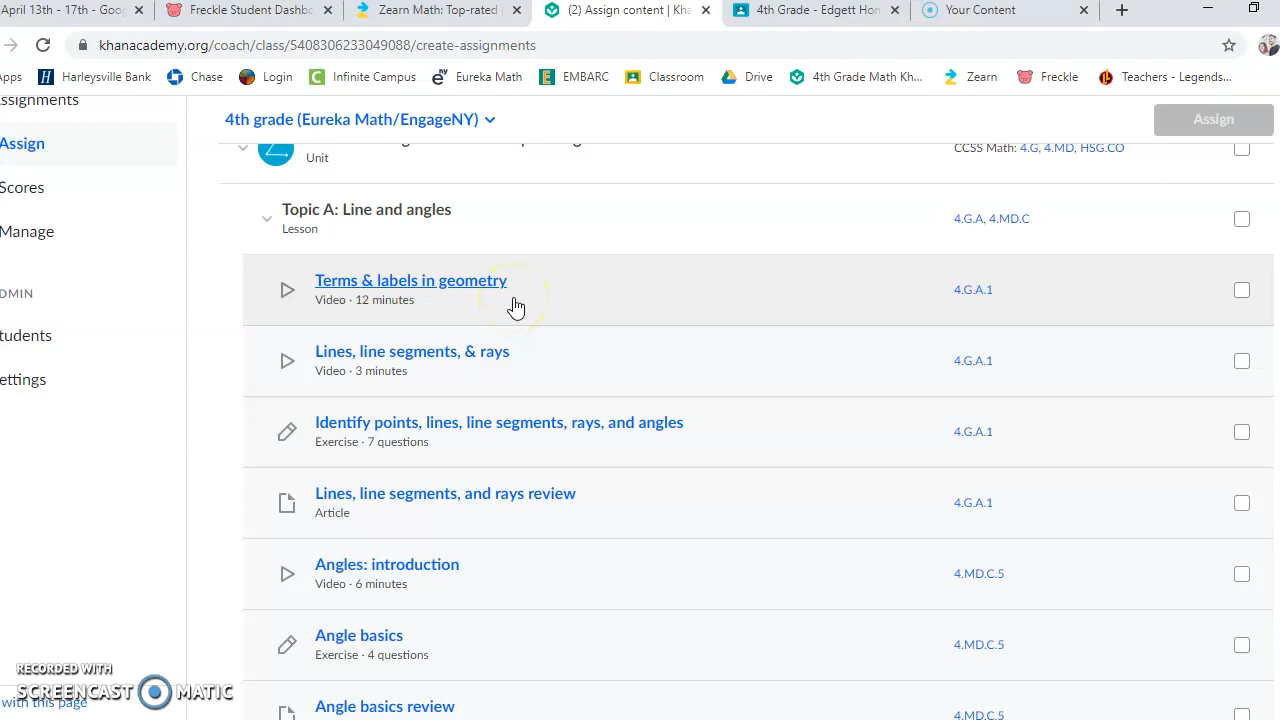 April 13th - 17th - Goog
Freckle Student Dashbo
Zearn Math: Top-rated
(2) Assign content | Kha
4th Grade - Edgett Hon
Your Content
khanacademy.org/coach/class/5408306233049088/create-assignments
Apps
Harleysville Bank
Chase
Login
Infinite Campus
Eureka Math
EMBARC
Classroom
Drive
4th Grade Math Kh...
Zearn
Freckle
Teachers - Legends...
ssignments
Assign
Scores
Manage
DMIN
tudents
ettings
with this page
4th grade (Eureka Math/EngageNY)
Assign
Unit
CCSS Math: 4.G, 4.MD, HSG.CO
Topic A: Line and angles
Lesson
4.G.A, 4.MD.C
Terms & labels in geometry
Video · 12 minutes
4.G.A.1
Lines, line segments, & rays
Video · 3 minutes
4.G.A.1
Identify points, lines, line segments, rays, and angles
Exercise · 7 questions
4.G.A.1
Lines, line segments, and rays review
Article
4.G.A.1
Angles: introduction
Video · 6 minutes
4.MD.C.5
Angle basics
Exercise · 4 questions
4.MD.C.5
Angle basics review
4.MD.C.5
RECORDED WITH
SCREENCAST MATIC